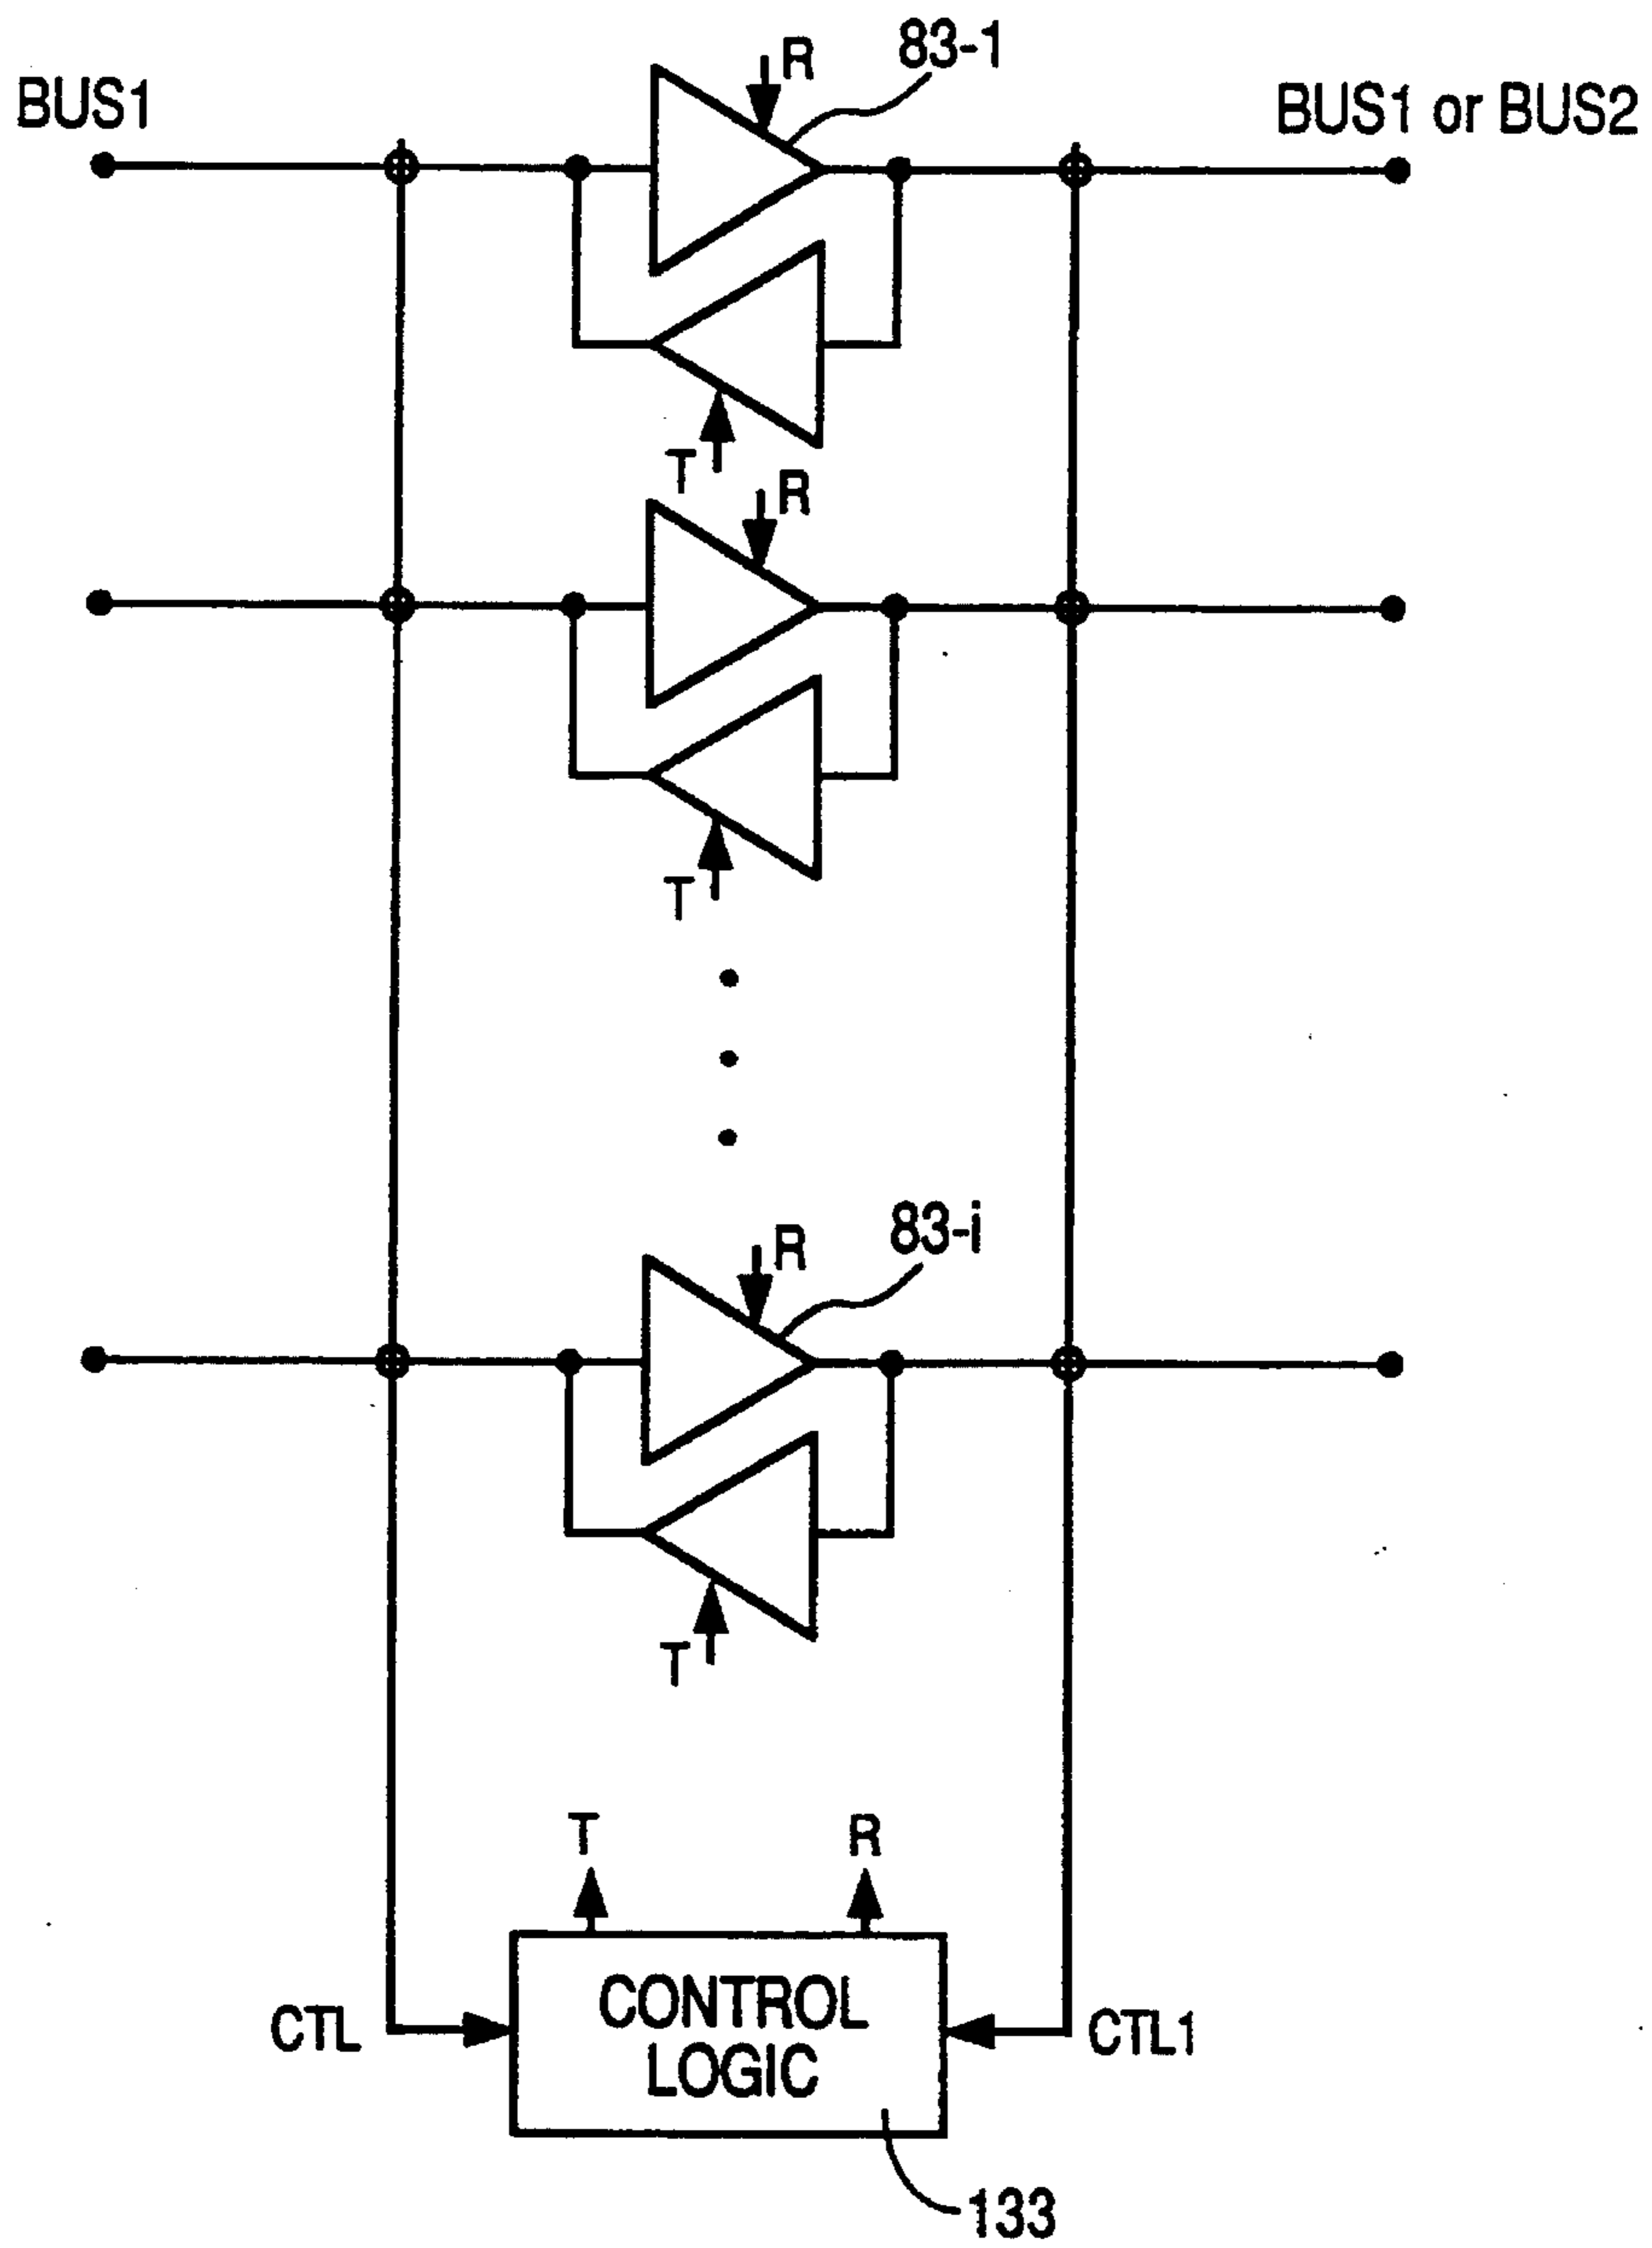 83-1
R
BUS1
BUS1 or BUS2
T
R
T
83-i
R
T
T
R
CTL
CONTROL
LOGIC
CTL1
133